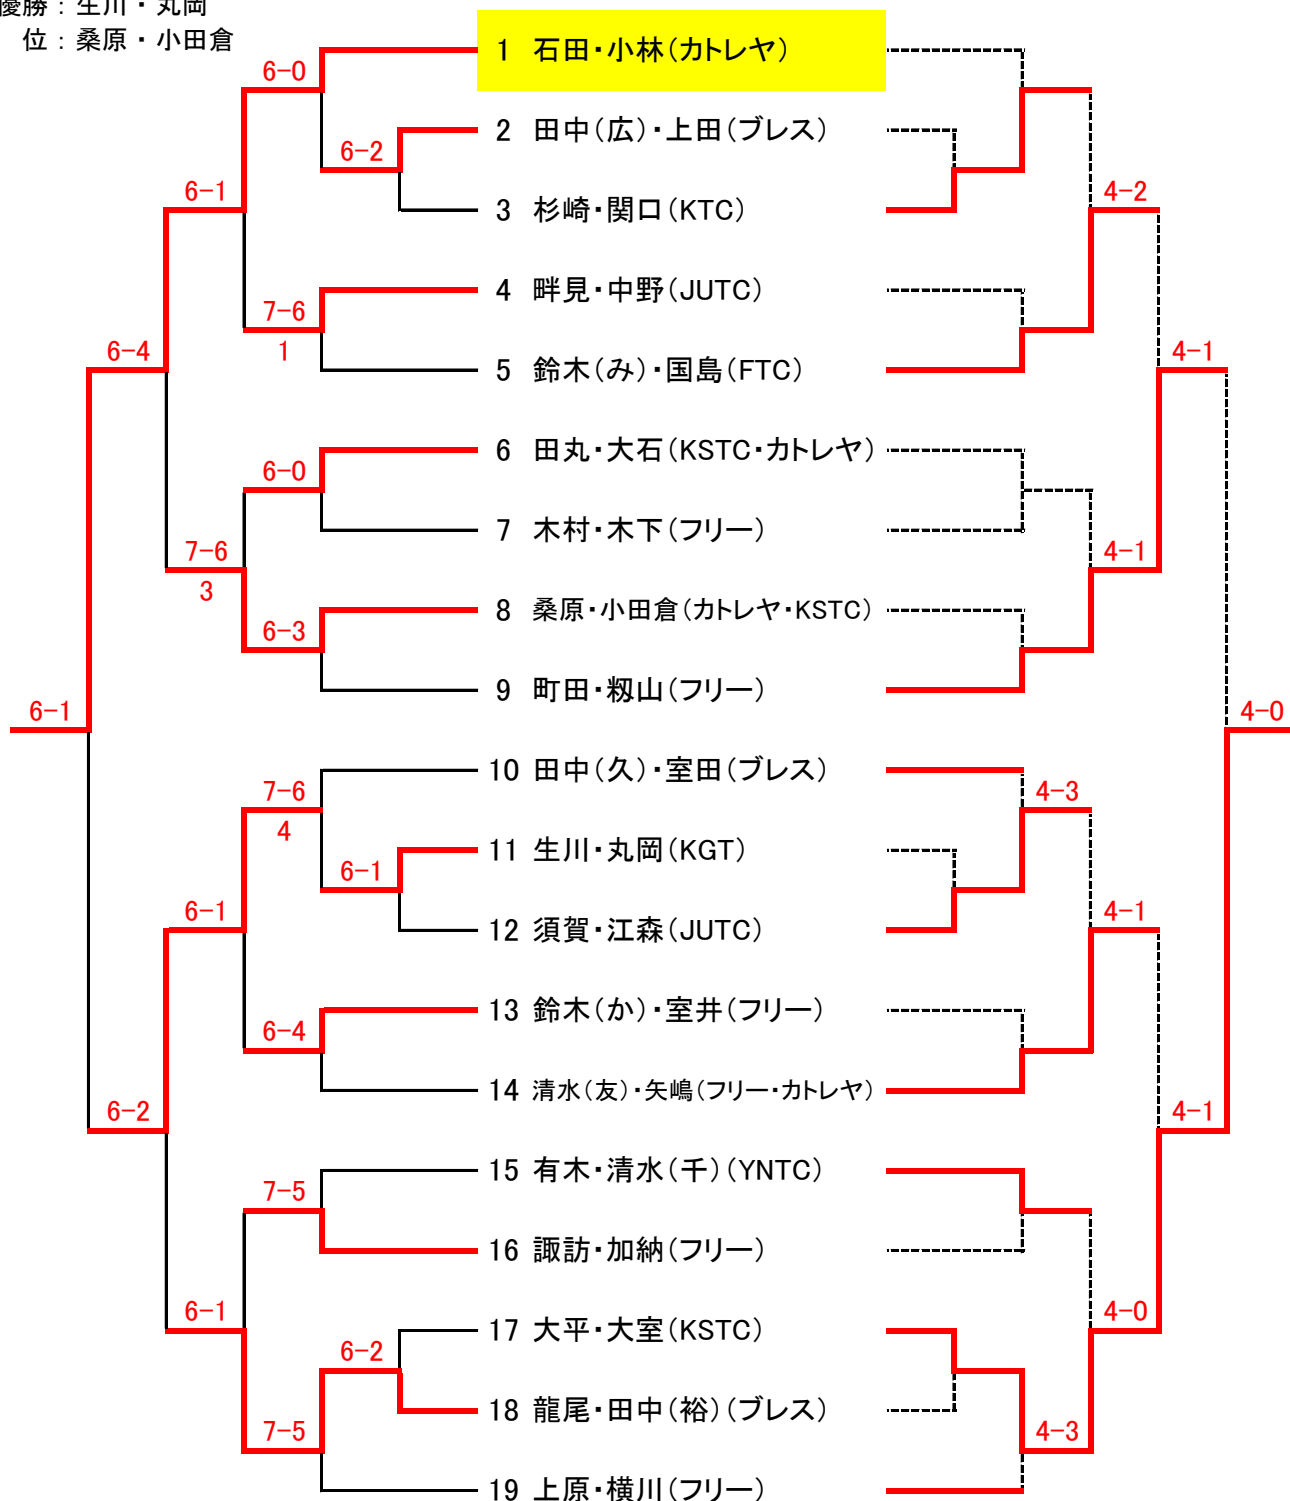 優勝：生川・丸岡
位：桑原・小田倉
1 石田・小林(カトレヤ)
6-0
2 田中(広)・上田(ブレス)
6-2
6-1
4-2
3 杉崎・関口(KTC)
4 畔見・中野(JUTC)
7-6
1
6-4
4-1
5 鈴木(み)・国島(FTC)
6 田丸・大石(KSTC・カトレヤ)
6-0
7 木村・木下(フリー)
7-6
3
4-1
8 桑原・小田倉(カトレヤ・KSTC)
6-3
9 町田・籾山(フリー)
6-1
4-0
10 田中(久)・室田(ブレス)
7-6
4
4-3
11 生川・丸岡(KGT)
6-1
6-1
4-1
12 須賀・江森(JUTC)
13 鈴木(か)・室井(フリー)
6-4
14 清水(友)・矢嶋(フリー・カトレヤ)
6-2
4-1
15 有木・清水(千)(YNTC)
7-5
16 諏訪・加納(フリー)
6-1
4-0
17 大平・大室(KSTC)
6-2
18 龍尾・田中(裕)(ブレス)
7-5
4-3
19 上原・横川(フリー)